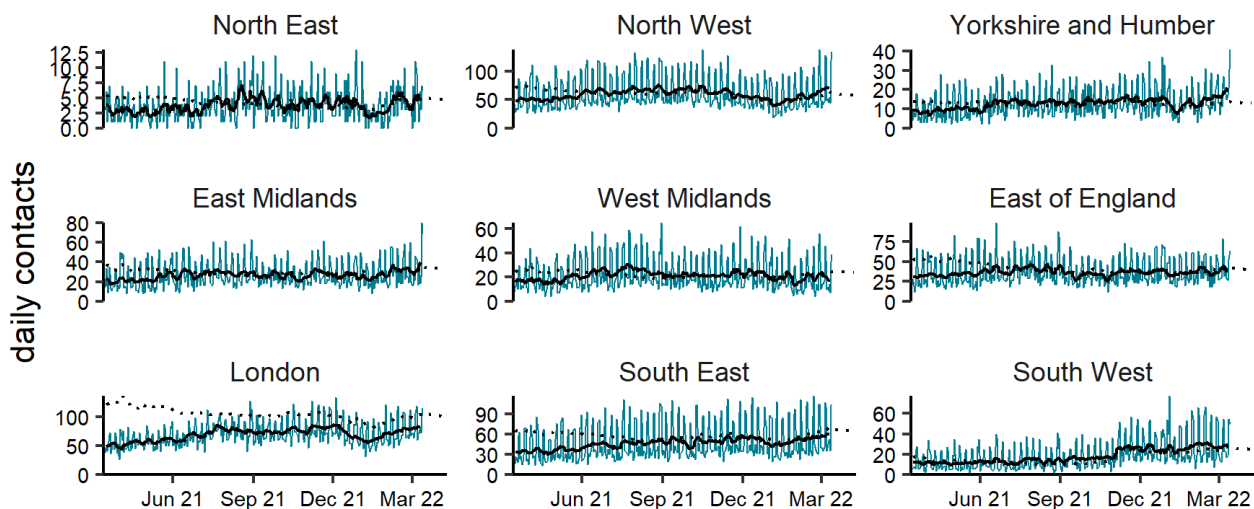 North East
North West
Yorkshire and Humber
12.5
10.0
7.5
5.0
2.5
0.0
100
50
0
40
30
20
10
0
daily contacts
East Midlands
West Midlands
East of England
80
60
40
20
0
60
40
20
0
75
50
25
0
London
South East
South West
100
50
0
90
60
30
0
60
40
20
0
Jun 21 Sep 21 Dec 21 Mar 22
Jun 21 Sep 21 Dec 21 Mar 22
Jun 21 Sep 21 Dec 21 Mar 22